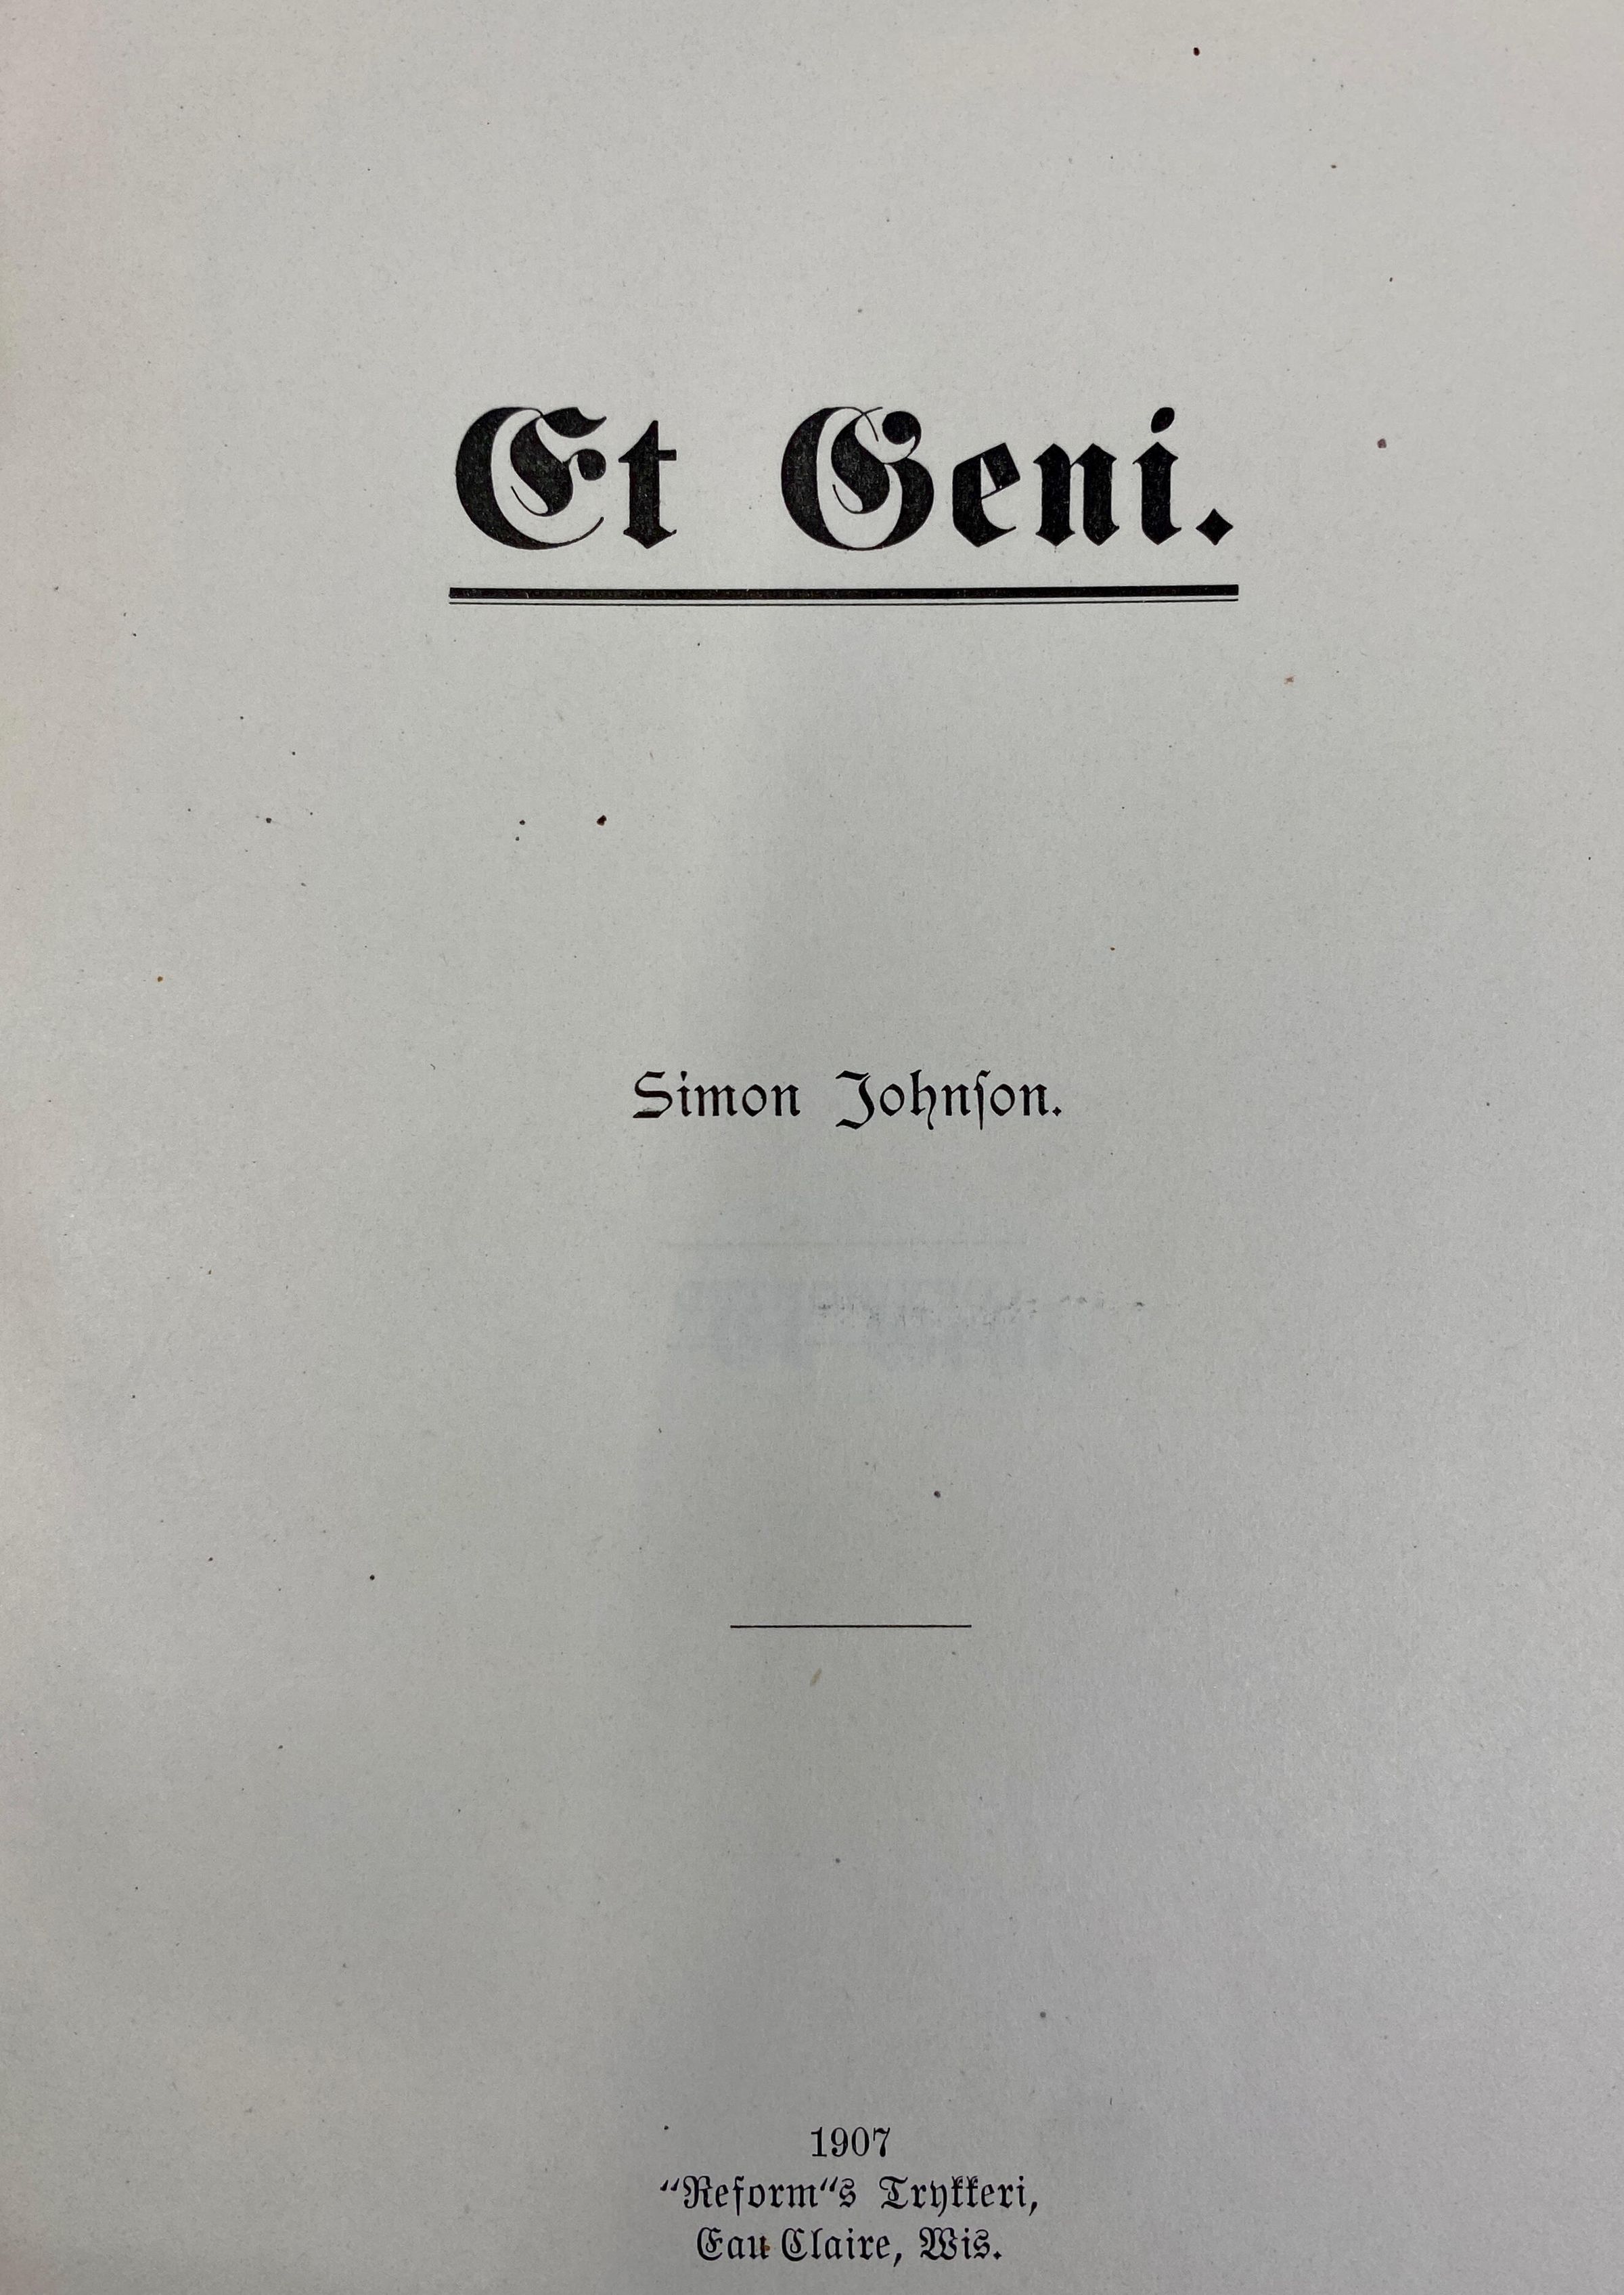 Et Geni.
Simon Johnson.
1907
“Reform“s Trykkeri,
Eau Claire, Wis.